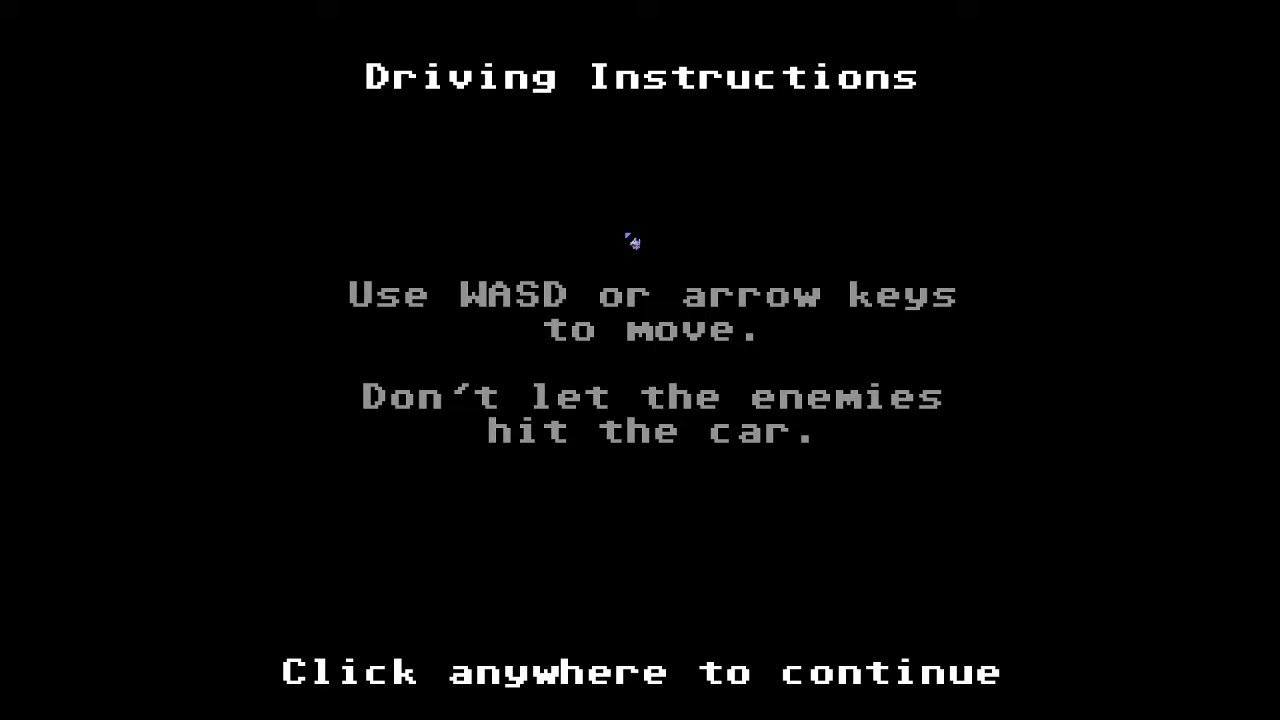 Driving Instructions
Use WASD or arrow keys
to move.
Don't let the enemies
hit the car.
Click anywhere to continue